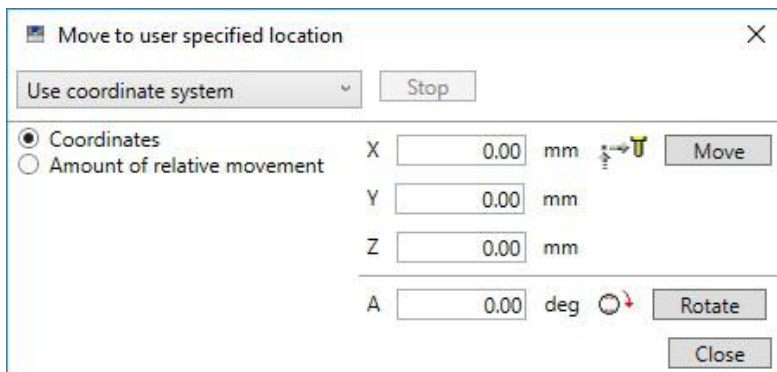 Move to user specified location
Use coordinate system Stop
Coordinates
Amount of relative movement
X 0.00 mm Move
Y 0.00 mm
Z 0.00 mm
A 0.00 deg Rotate
Close